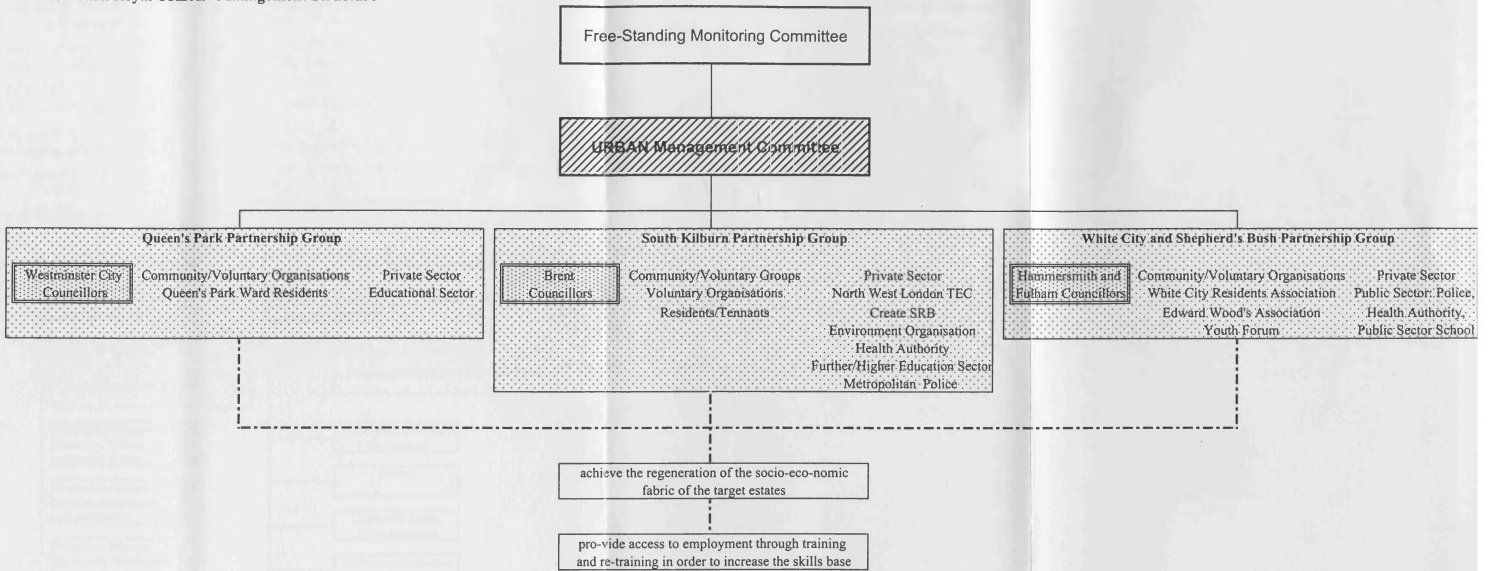 Management Structure
Free-Standing Monitoring Committee
URBAN Management Committee
Queen's Park Partnership Group
Westminster City
Councillors
Community/Voluntary Organisations
Queen's Park Ward Residents
Private Sector
Educational Sector
South Kilburn Partnership Group
Brent
Councillors
Community/Voluntary Groups
Voluntary Organisations
Residents/Tennants
Private Sector
North West London TEC
Create SRB
Environment Organisation
Health Authority
Further/Higher Education Sector
Metropolitan Police
White City and Shepherd's Bush Partnership Group
Hammersmith and
Fulham Councillors
Community/Voluntary Organisations
White City Residents Association
Edward Wood's Association
Youth Forum
Private Sector
Public Sector: Police,
Health Authority,
Public Sector School
achieve the regeneration of the socio-eco-nomic
fabric of the target estates
pro-vide access to employment through training
and re-training in order to increase the skills base